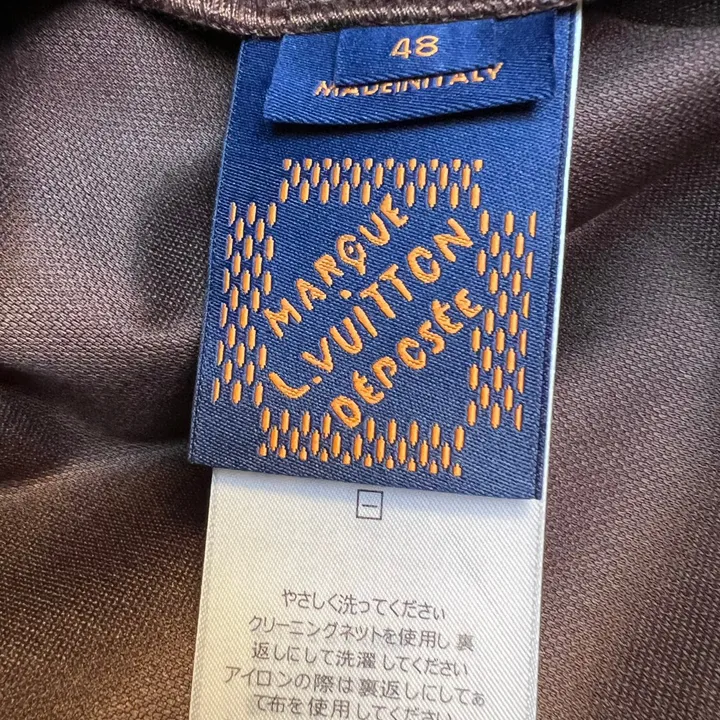 48
MADE IN ITALY
MARQUE
L.VUITTON
DÉPOSÉE
やさしく洗ってください
クリーニングネットを使用し 裏
返しにして洗濯してください
アイロンの際は裏返しにしてあ
て布を使用してください